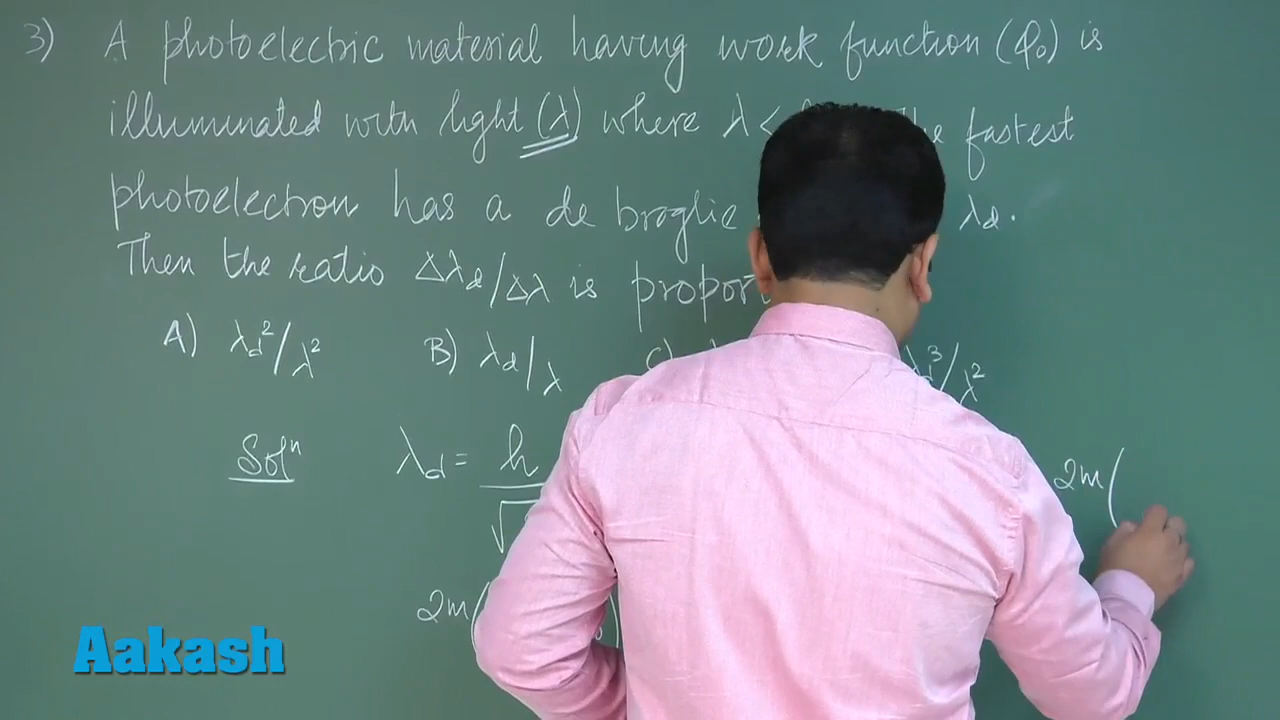 3) A photoelectric material having work function (φ₀) is
illuminated with light (λ) where λ < fastest
photoelectron has a de broglie λd.
Then the ratio Δλd/Δλ is
A) λd²/λ² B) λd/λ C) λd³/λ²
Solⁿ λd = h 2m(
2m(
Aakash